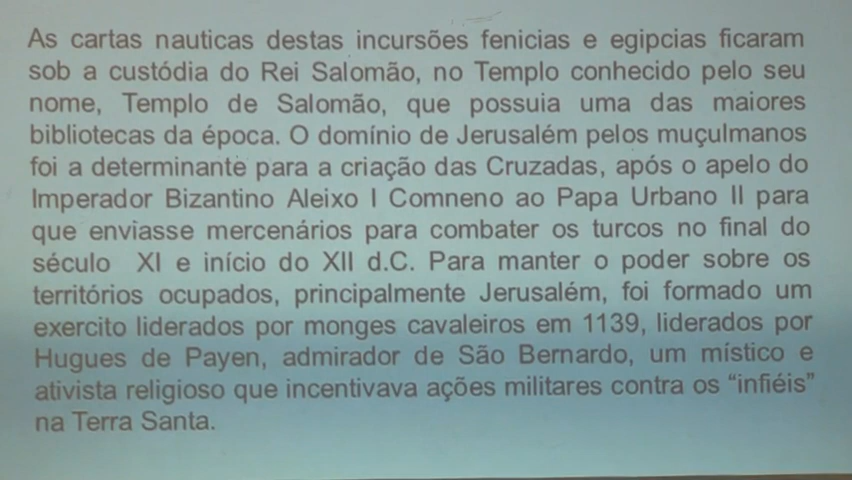 As cartas nauticas destas incursões fenicias e egipcias ficaram
sob a custódia do Rei Salomão, no Templo conhecido pelo seu
nome, Templo de Salomão, que possuia uma das maiores
bibliotecas da época. O domínio de Jerusalém pelos muçulmanos
foi a determinante para a criação das Cruzadas, após o apelo do
Imperador Bizantino Aleixo I Comneno ao Papa Urbano II para
que enviasse mercenários para combater os turcos no final do
século XI e início do XII d.C. Para manter o poder sobre os
territórios ocupados, principalmente Jerusalém, foi formado um
exercito liderados por monges cavaleiros em 1139, liderados por
Hugues de Payen, admirador de São Bernardo, um místico e
ativista religioso que incentivava ações militares contra os “infiéis”
na Terra Santa.